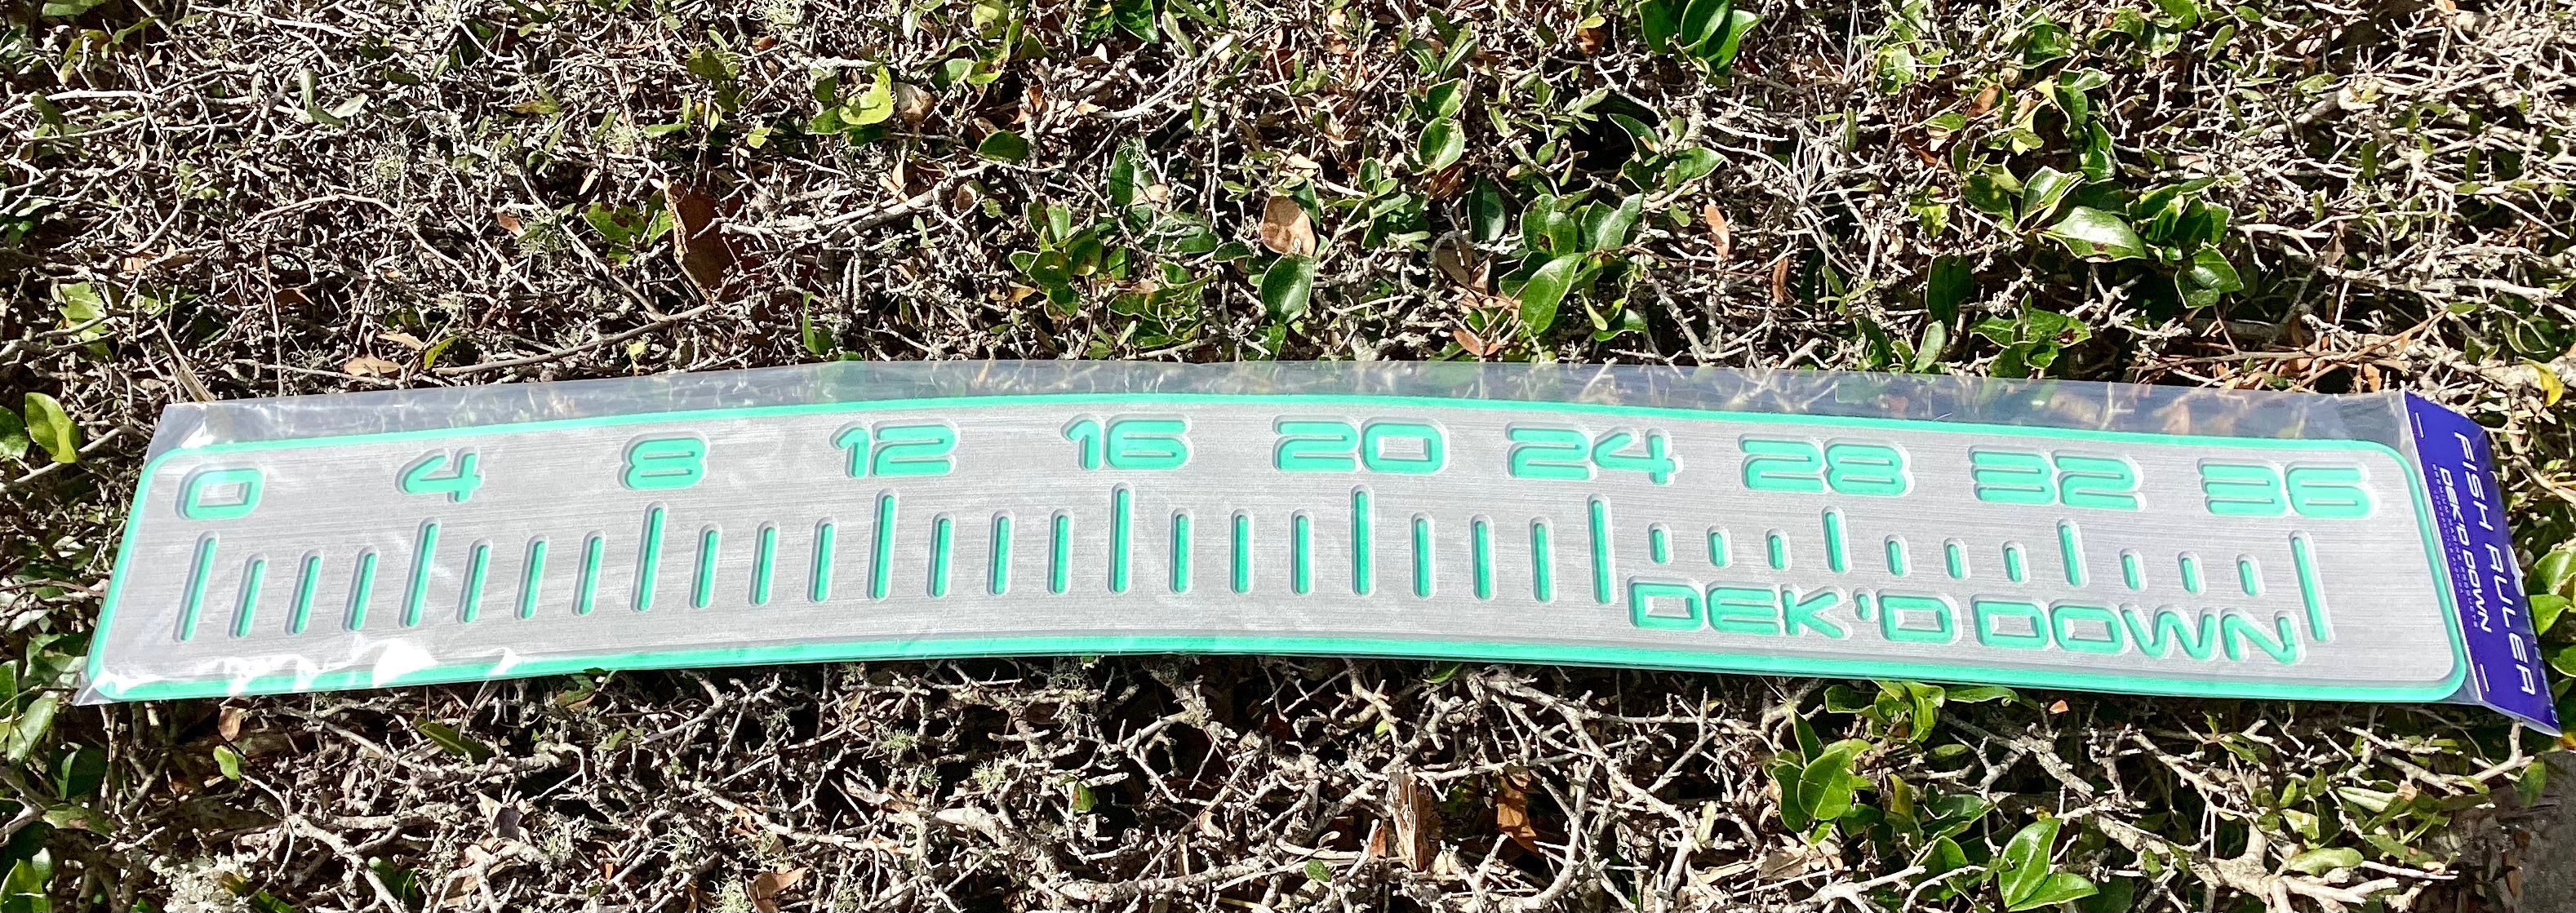 0 4 8 12 16 20 24 28 32 36
DEK'D DOWN
FISH RULER
DEK'D DOWN